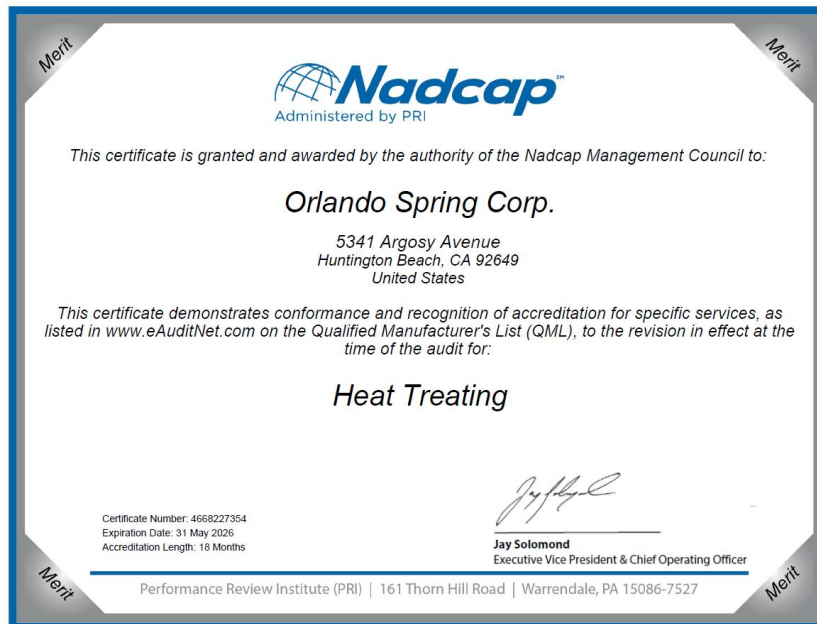 Merit
Merit
Nadcap℠
Administered by PRI
This certificate is granted and awarded by the authority of the Nadcap Management Council to:
Orlando Spring Corp.
5341 Argosy Avenue
Huntington Beach, CA 92649
United States
This certificate demonstrates conformance and recognition of accreditation for specific services, as
listed in www.eAuditNet.com on the Qualified Manufacturer's List (QML), to the revision in effect at the
time of the audit for:
Heat Treating
Certificate Number: 4668227354
Expiration Date: 31 May 2026
Accreditation Length: 18 Months
Jay Solomond
Executive Vice President & Chief Operating Officer
Merit
Merit
Performance Review Institute (PRI) | 161 Thorn Hill Road | Warrendale, PA 15086-7527